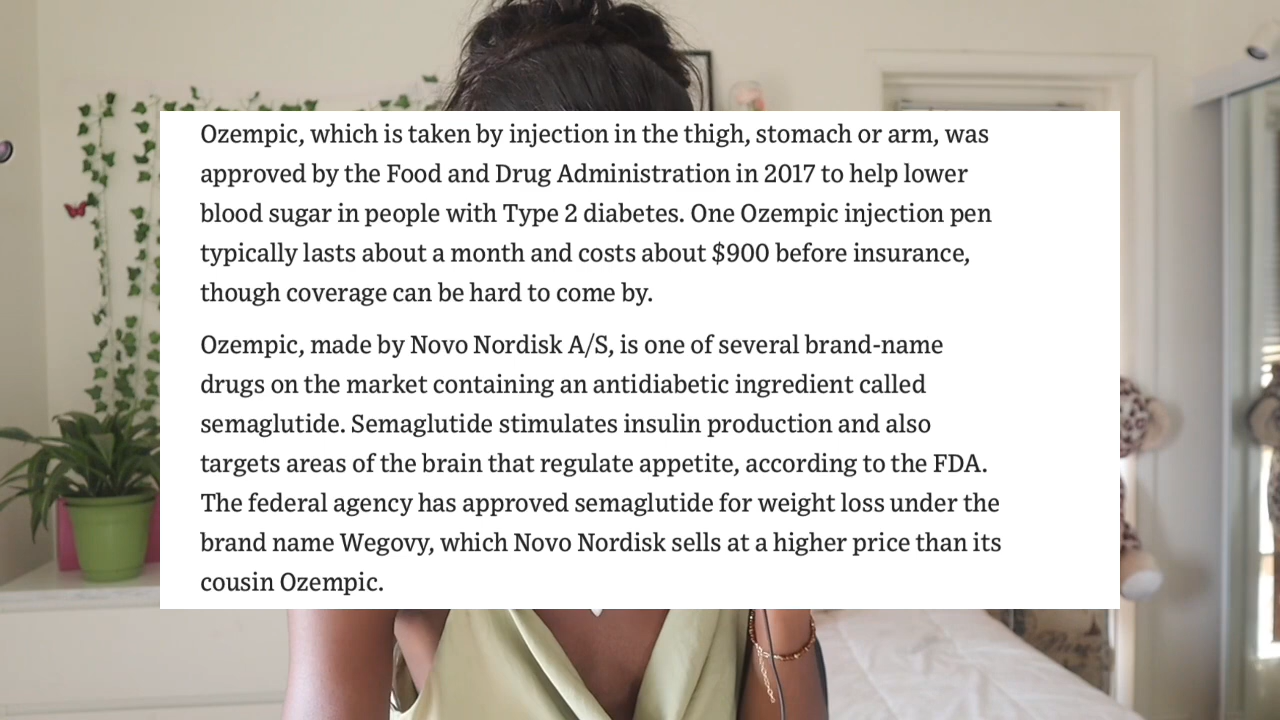 Ozempic, which is taken by injection in the thigh, stomach or arm, was
approved by the Food and Drug Administration in 2017 to help lower
blood sugar in people with Type 2 diabetes. One Ozempic injection pen
typically lasts about a month and costs about $900 before insurance,
though coverage can be hard to come by.
Ozempic, made by Novo Nordisk A/S, is one of several brand-name
drugs on the market containing an antidiabetic ingredient called
semaglutide. Semaglutide stimulates insulin production and also
targets areas of the brain that regulate appetite, according to the FDA.
The federal agency has approved semaglutide for weight loss under the
brand name Wegovy, which Novo Nordisk sells at a higher price than its
cousin Ozempic.